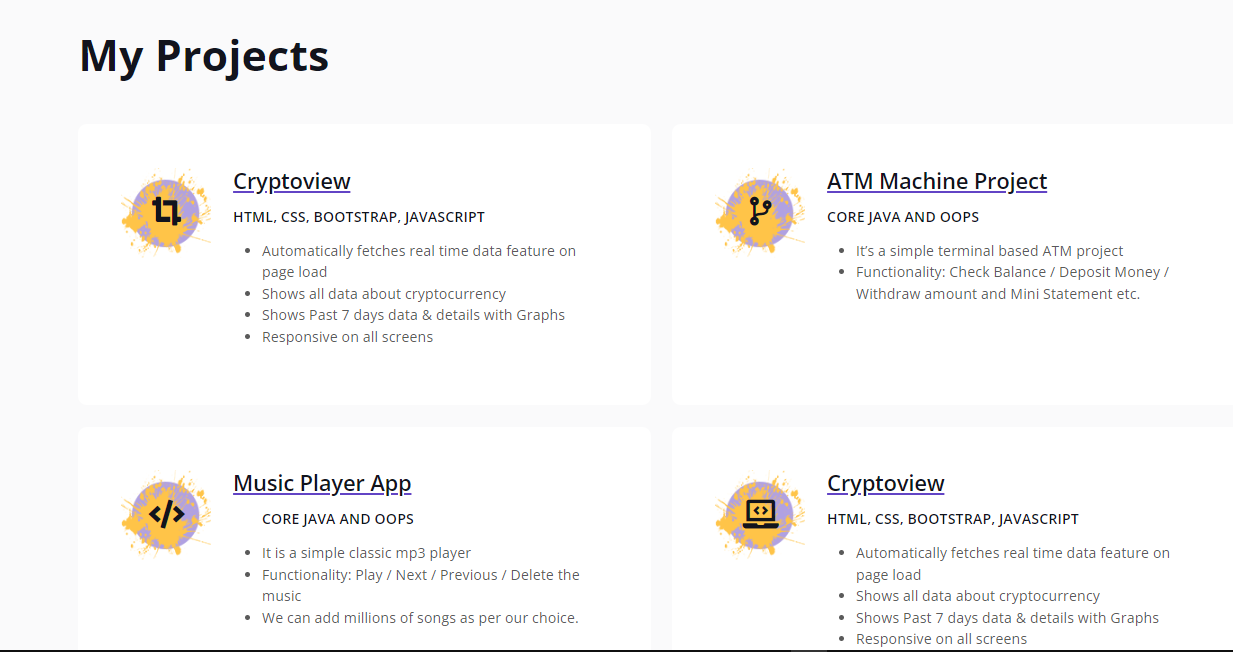 My Projects
Cryptoview
HTML, CSS, BOOTSTRAP, JAVASCRIPT
Automatically fetches real time data feature on
page load
Shows all data about cryptocurrency
Shows Past 7 days data & details with Graphs
Responsive on all screens
ATM Machine Project
CORE JAVA AND OOPS
It’s a simple terminal based ATM project
Functionality: Check Balance / Deposit Money /
Withdraw amount and Mini Statement etc.
Music Player App
CORE JAVA AND OOPS
It is a simple classic mp3 player
Functionality: Play / Next / Previous / Delete the
music
We can add millions of songs as per our choice.
Cryptoview
HTML, CSS, BOOTSTRAP, JAVASCRIPT
Automatically fetches real time data feature on
page load
Shows all data about cryptocurrency
Shows Past 7 days data & details with Graphs
Responsive on all screens